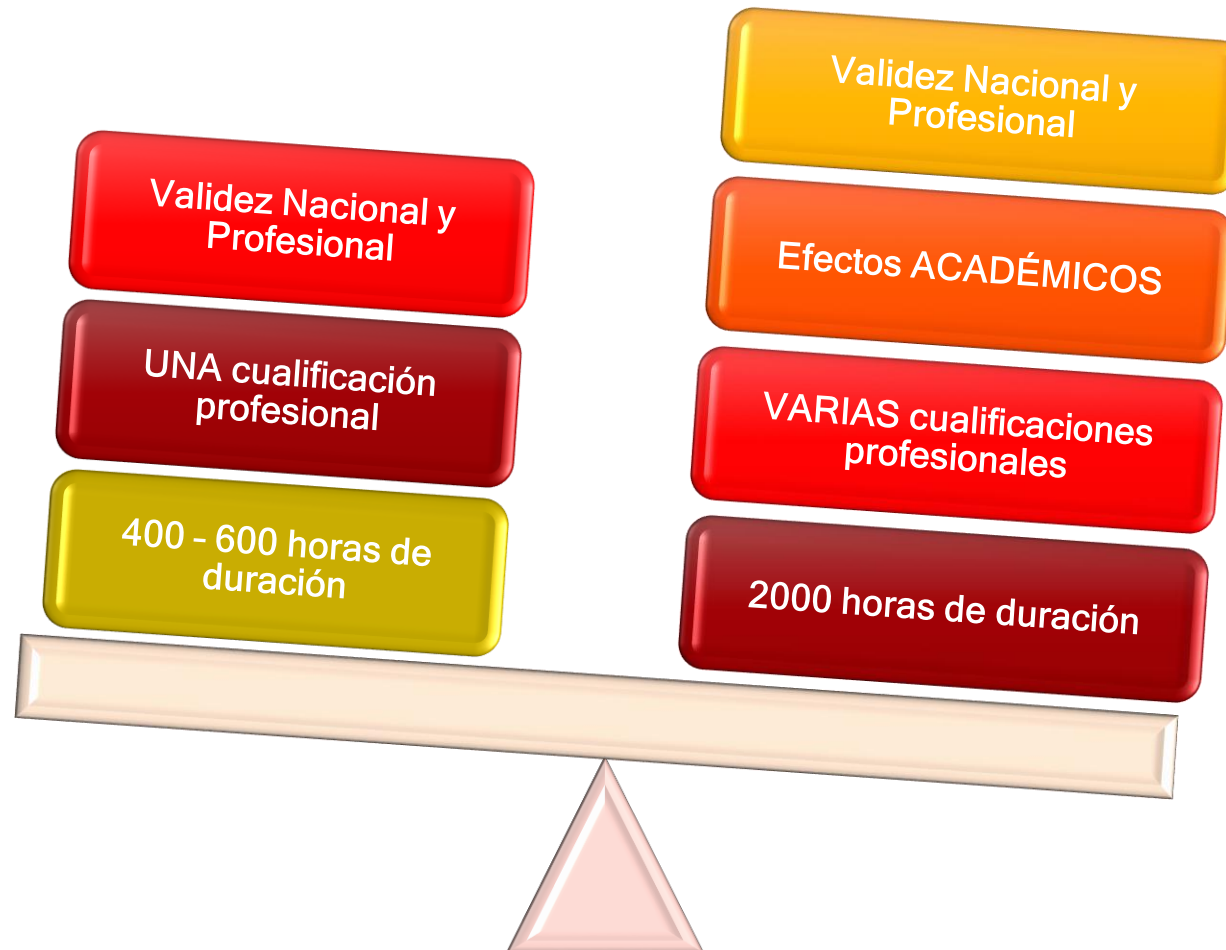 Validez Nacional y
Profesional
UNA cualificación
profesional
400 – 600 horas de
duración
Validez Nacional y
Profesional
Efectos ACADÉMICOS
VARIAS cualificaciones
profesionales
2000 horas de duración